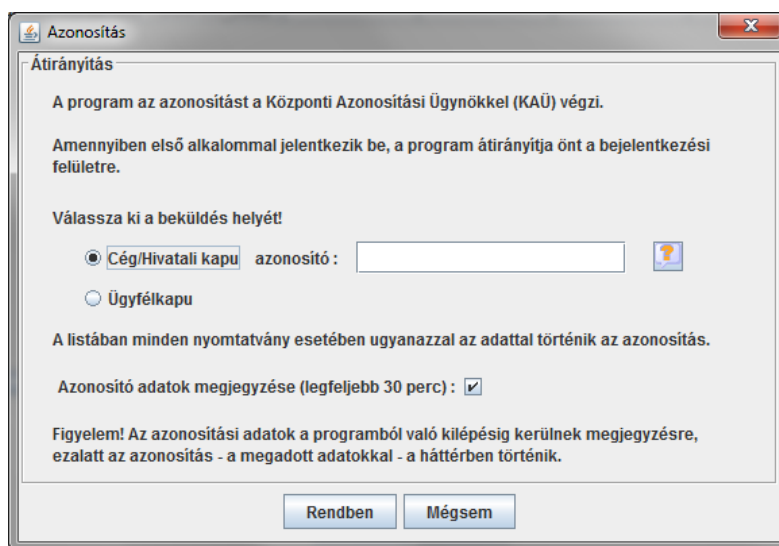 Azonosítás
Átirányítás
A program az azonosítást a Központi Azonosítási Ügynökkel (KAÜ) végzi.
Amennyiben első alkalommal jelentkezik be, a program átirányítja önt a bejelentkezési
felületre.
Válassza ki a beküldés helyét!
Cég/Hivatali kapu azonosító :
Ügyfélkapu
A listában minden nyomtatvány esetében ugyanazzal az adattal történik az azonosítás.
Azonosító adatok megjegyzése (legfeljebb 30 perc) :
Figyelem! Az azonosítási adatok a programból való kilépésig kerülnek megjegyzésre,
ezalatt az azonosítás - a megadott adatokkal - a háttérben történik.
Rendben Mégsem